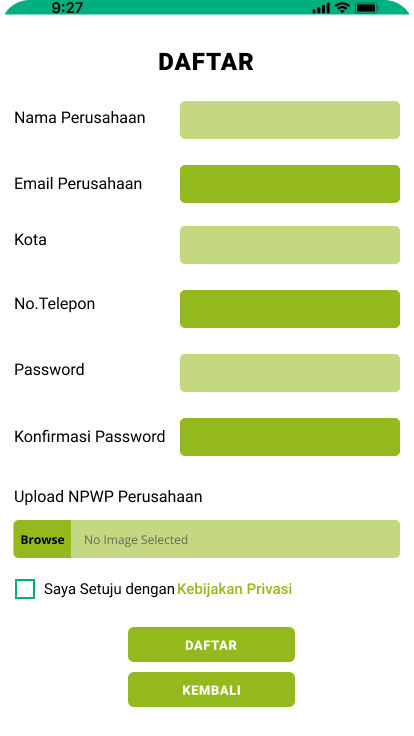 9:27
DAFTAR
Nama Perusahaan
Email Perusahaan
Kota
No.Telepon
Password
Konfirmasi Password
Upload NPWP Perusahaan
Browse No Image Selected
Saya Setuju dengan Kebijakan Privasi
DAFTAR
KEMBALI